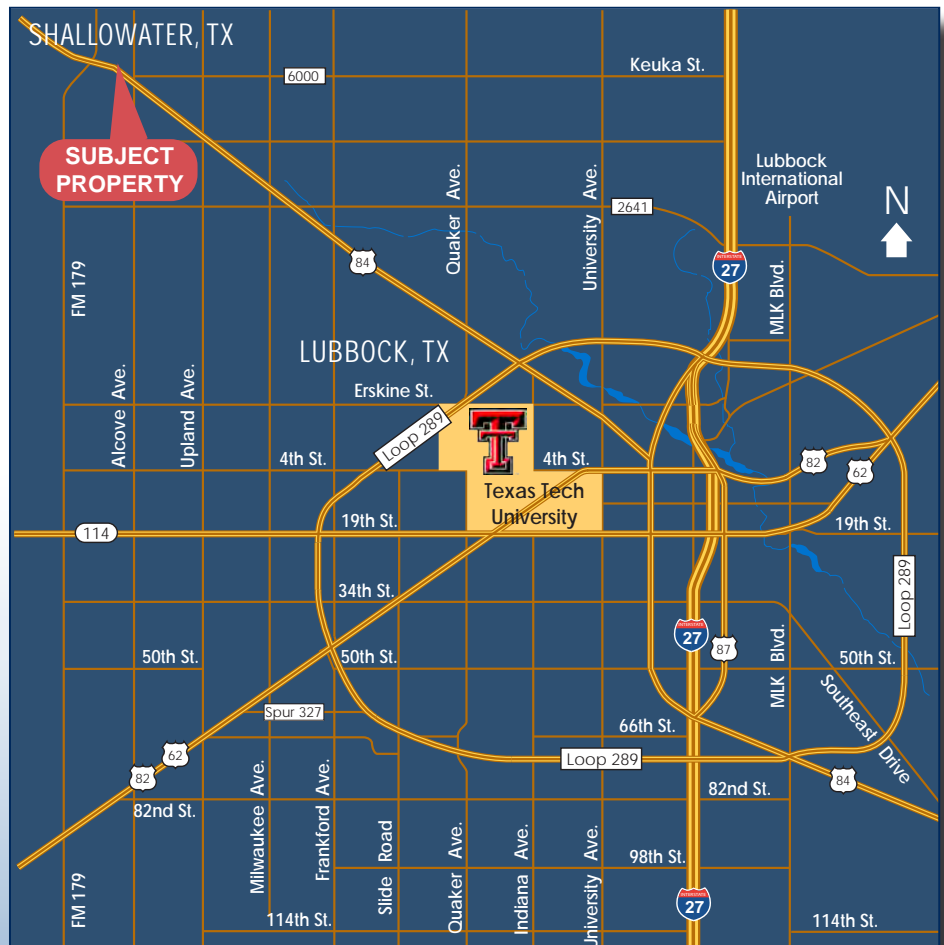 SHALLOWATER, TX
Keuka St.
6000
SUBJECT
PROPERTY
Lubbock
International
Airport
N
Quaker Ave.
University Ave.
2641
84
INTERSTATE
27
FM 179
MLK Blvd.
LUBBOCK, TX
Erskine St.
Alcove Ave.
Upland Ave.
Loop 289
4th St.
4th St.
Texas Tech
University
82
62
114
19th St.
19th St.
34th St.
Loop 289
INTERSTATE
27
87
MLK Blvd.
50th St.
50th St.
50th St.
Southeast Drive
Spur 327
66th St.
Loop 289
62
82
84
82nd St.
82nd St.
Milwaukee Ave.
Frankford Ave.
Slide Road
Quaker Ave.
Indiana Ave.
University Ave.
98th St.
FM 179
INTERSTATE
27
114th St.
114th St.